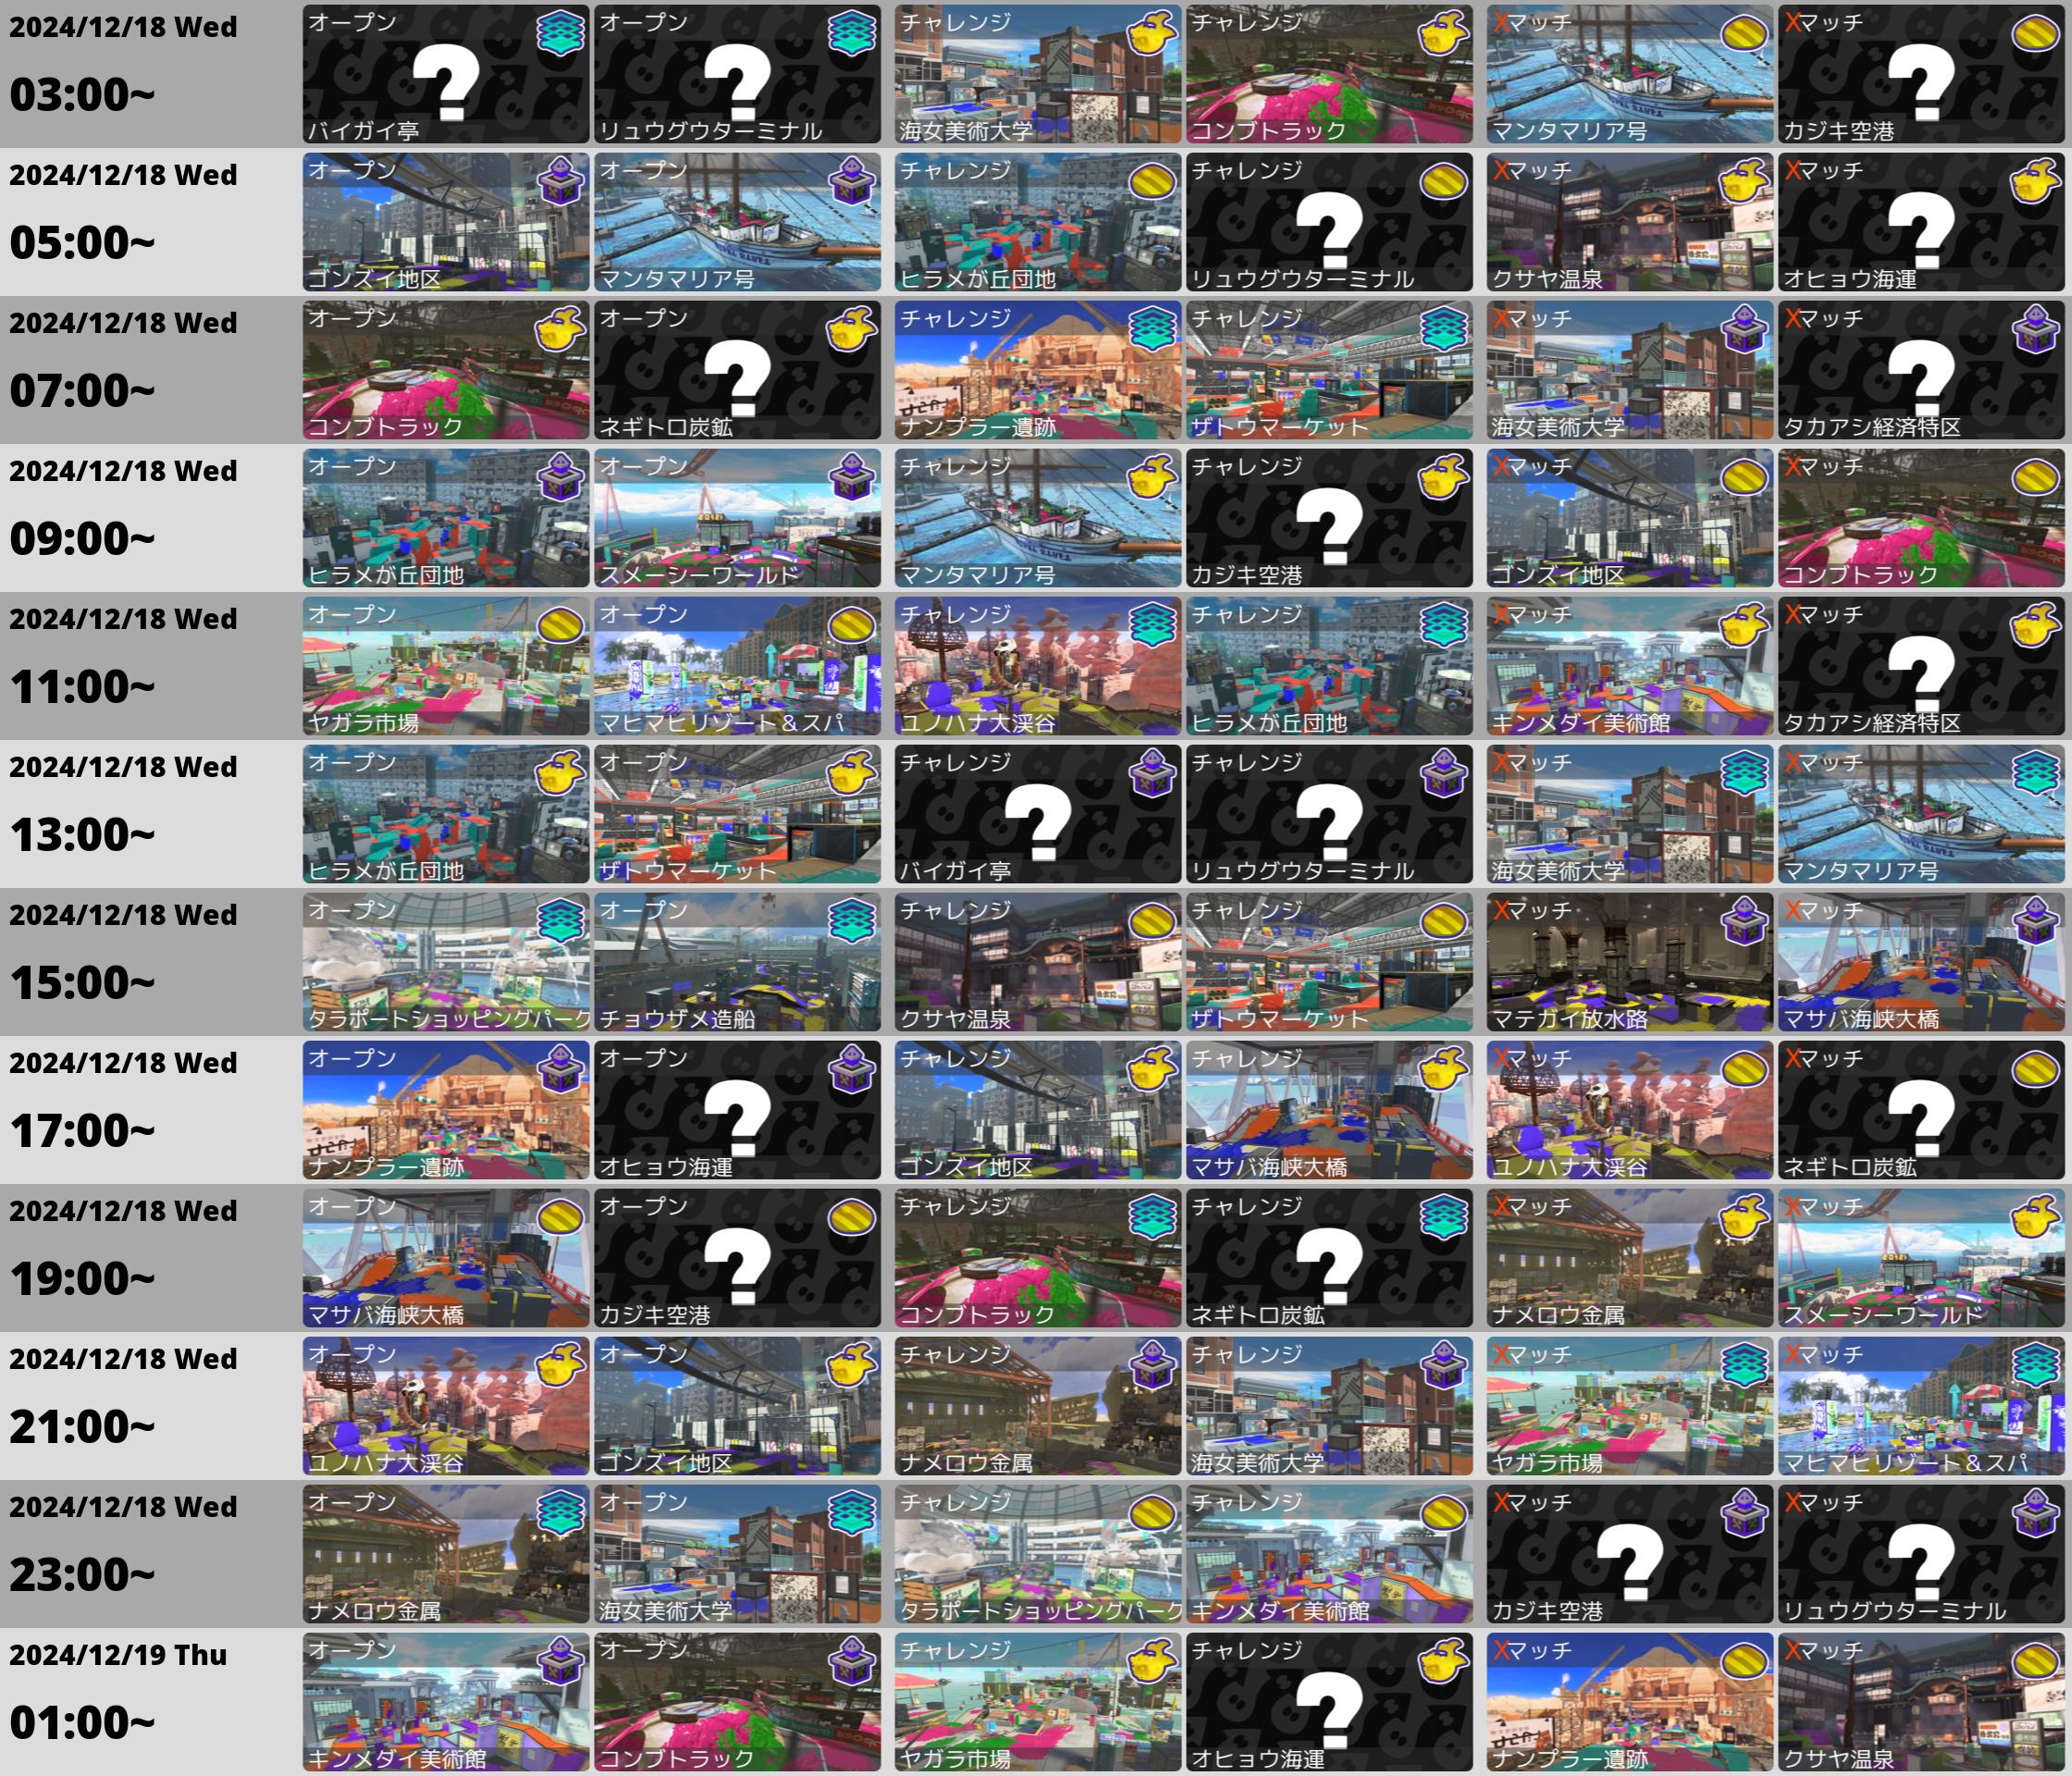 2024/12/18 Wed
03:00~
オープン
バイガイ亭
オープン
リュウグウターミナル
チャレンジ
海女美術大学
チャレンジ
コンブトラック
Xマッチ
マンタマリア号
Xマッチ
カジキ空港
2024/12/18 Wed
05:00~
オープン
ゴンズイ地区
オープン
マンタマリア号
チャレンジ
ヒラメが丘団地
チャレンジ
リュウグウターミナル
Xマッチ
クサヤ温泉
Xマッチ
オヒョウ海運
2024/12/18 Wed
07:00~
オープン
コンブトラック
オープン
ネギトロ炭鉱
チャレンジ
ナンプラー遺跡
チャレンジ
ザトウマーケット
Xマッチ
海女美術大学
Xマッチ
タカアシ経済特区
2024/12/18 Wed
09:00~
オープン
ヒラメが丘団地
オープン
スメーシーワールド
チャレンジ
マンタマリア号
チャレンジ
カジキ空港
Xマッチ
ゴンズイ地区
Xマッチ
コンブトラック
2024/12/18 Wed
11:00~
オープン
ヤガラ市場
オープン
マヒマヒリゾート＆スパ
チャレンジ
ユノハナ大渓谷
チャレンジ
ヒラメが丘団地
Xマッチ
キンメダイ美術館
Xマッチ
タカアシ経済特区
2024/12/18 Wed
13:00~
オープン
ヒラメが丘団地
オープン
ザトウマーケット
チャレンジ
バイガイ亭
チャレンジ
リュウグウターミナル
Xマッチ
海女美術大学
Xマッチ
マンタマリア号
2024/12/18 Wed
15:00~
オープン
タラポートショッピングパーク
オープン
チョウザメ造船
チャレンジ
クサヤ温泉
チャレンジ
ザトウマーケット
Xマッチ
マテガイ放水路
Xマッチ
マサバ海峡大橋
2024/12/18 Wed
17:00~
オープン
ナンプラー遺跡
オープン
オヒョウ海運
チャレンジ
ゴンズイ地区
チャレンジ
マサバ海峡大橋
Xマッチ
ユノハナ大渓谷
Xマッチ
ネギトロ炭鉱
2024/12/18 Wed
19:00~
オープン
マサバ海峡大橋
オープン
カジキ空港
チャレンジ
コンブトラック
チャレンジ
ネギトロ炭鉱
Xマッチ
ナメロウ金属
Xマッチ
スメーシーワールド
2024/12/18 Wed
21:00~
オープン
ユノハナ大渓谷
オープン
ゴンズイ地区
チャレンジ
ナメロウ金属
チャレンジ
海女美術大学
Xマッチ
ヤガラ市場
Xマッチ
マヒマヒリゾート＆スパ
2024/12/18 Wed
23:00~
オープン
ナメロウ金属
オープン
海女美術大学
チャレンジ
タラポートショッピングパーク
チャレンジ
キンメダイ美術館
Xマッチ
カジキ空港
Xマッチ
リュウグウターミナル
2024/12/19 Thu
01:00~
オープン
キンメダイ美術館
オープン
コンブトラック
チャレンジ
ヤガラ市場
チャレンジ
オヒョウ海運
Xマッチ
ナンプラー遺跡
Xマッチ
クサヤ温泉